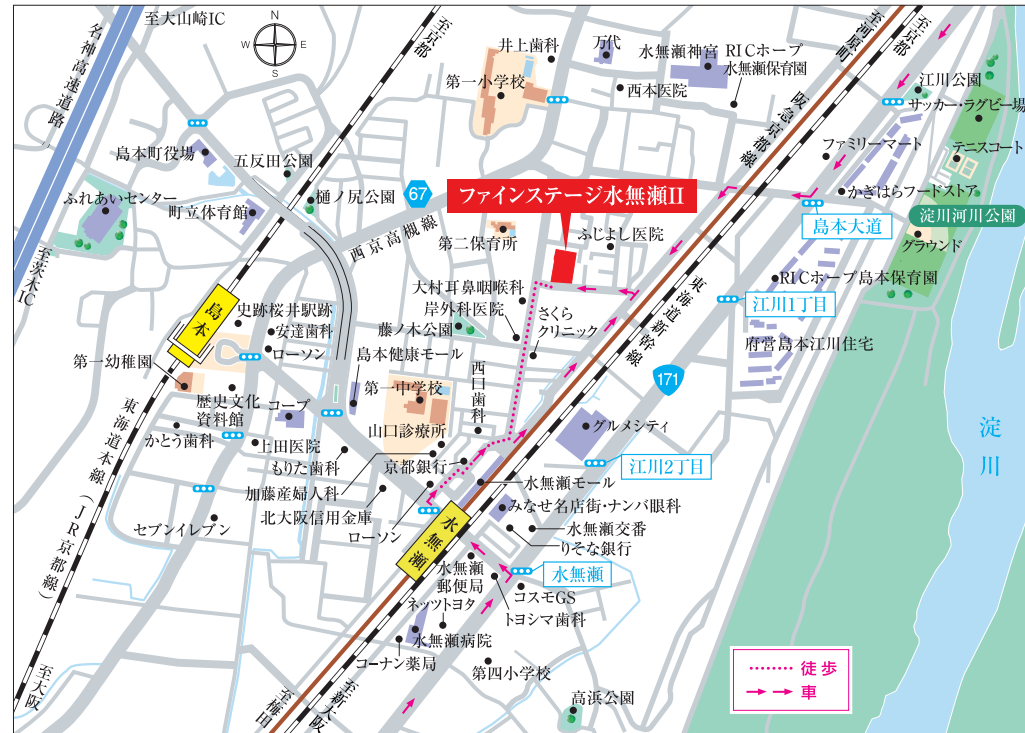 至大山崎IC
名神高速道路
N
W
E
S
至京都
井上歯科
万代
水無瀬神宮
RICホープ
水無瀬保育園
至河原町
至京都
第一小学校
西本医院
阪急京都線
江川公園
サッカー・ラグビー場
ファミリーマート
テニスコート
島本町役場
五反田公園
樋ノ尻公園
67
ファインステージ水無瀬II
かぎはらフードストア
ふれあいセンター
町立体育館
西京高槻線
第二保育所
ふじよし医院
島本大道
淀川河川公園
グラウンド
至茨木IC
大村耳鼻咽喉科
岸外科医院
さくら
クリニック
東海道新幹線
RICホープ島本保育園
江川1丁目
島本
史跡桜井駅跡
安達歯科
ローソン
藤ノ木公園
島本健康モール
府営島本江川住宅
第一幼稚園
第一中学校
西口歯科
171
歴史文化
資料館
コープ
グルメシティ
淀川
かとう歯科
上田医院
もりた歯科
山口診療所
京都銀行
江川2丁目
東海道本線(JR京都線)
加藤産婦人科
北大阪信用金庫
ローソン
水無瀬モール
みなせ名店街・ナンバ眼科
セブンイレブン
水無瀬
水無瀬交番
りそな銀行
水無瀬
郵便局
水無瀬
コスモGS
トヨシマ歯科
ネッツトヨタ
水無瀬病院
コーナン薬局
第四小学校
高浜公園
至大阪
至梅田
至新大阪
徒歩
車